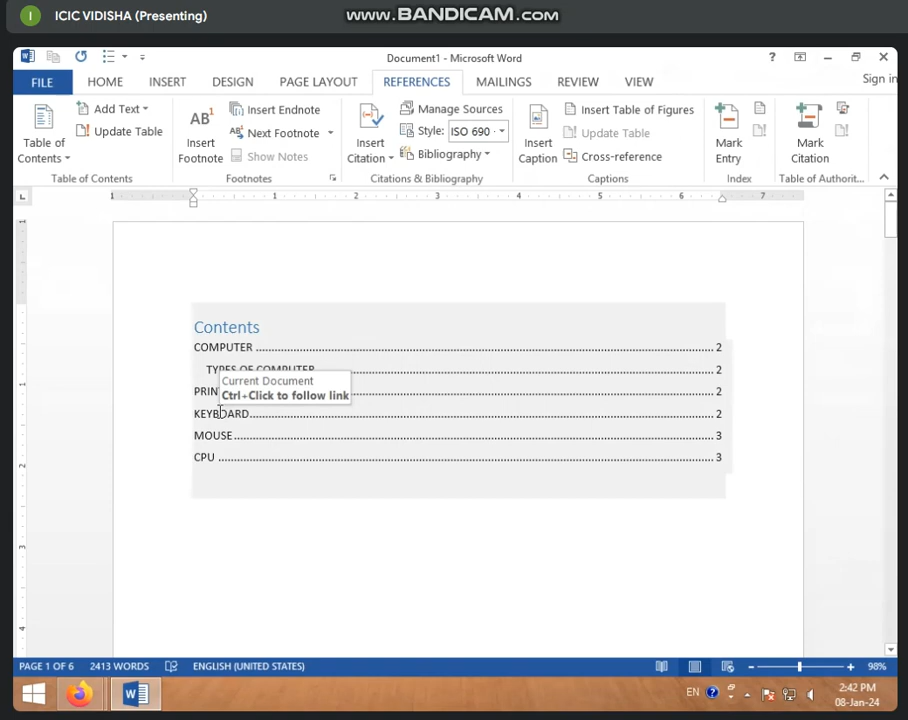 I ICIC VIDISHA (Presenting)
www.BANDICAM.com
Document1 - Microsoft Word
Sign in
FILE HOME INSERT DESIGN PAGE LAYOUT REFERENCES MAILINGS REVIEW VIEW
Table of Contents
Add Text
Update Table
Table of Contents
AB1
Insert Footnote
Insert Endnote
Next Footnote
Show Notes
Footnotes
Insert Citation
Manage Sources
Style: ISO 690
Bibliography
Citations & Bibliography
Insert Caption
Insert Table of Figures
Update Table
Cross-reference
Captions
Mark Entry
Index
Mark Citation
Table of Authorit...
1 1 2 3 4 5 6 7
1
1
2
3
4
Contents
COMPUTER 2
TYPES OF COMPUTER 2
Current Document
Ctrl+Click to follow link
PRIN 2
KEYBOARD 2
MOUSE 3
CPU 3
PAGE 1 OF 6 2413 WORDS ENGLISH (UNITED STATES) 98%
EN 2:42 PM
08-Jan-24